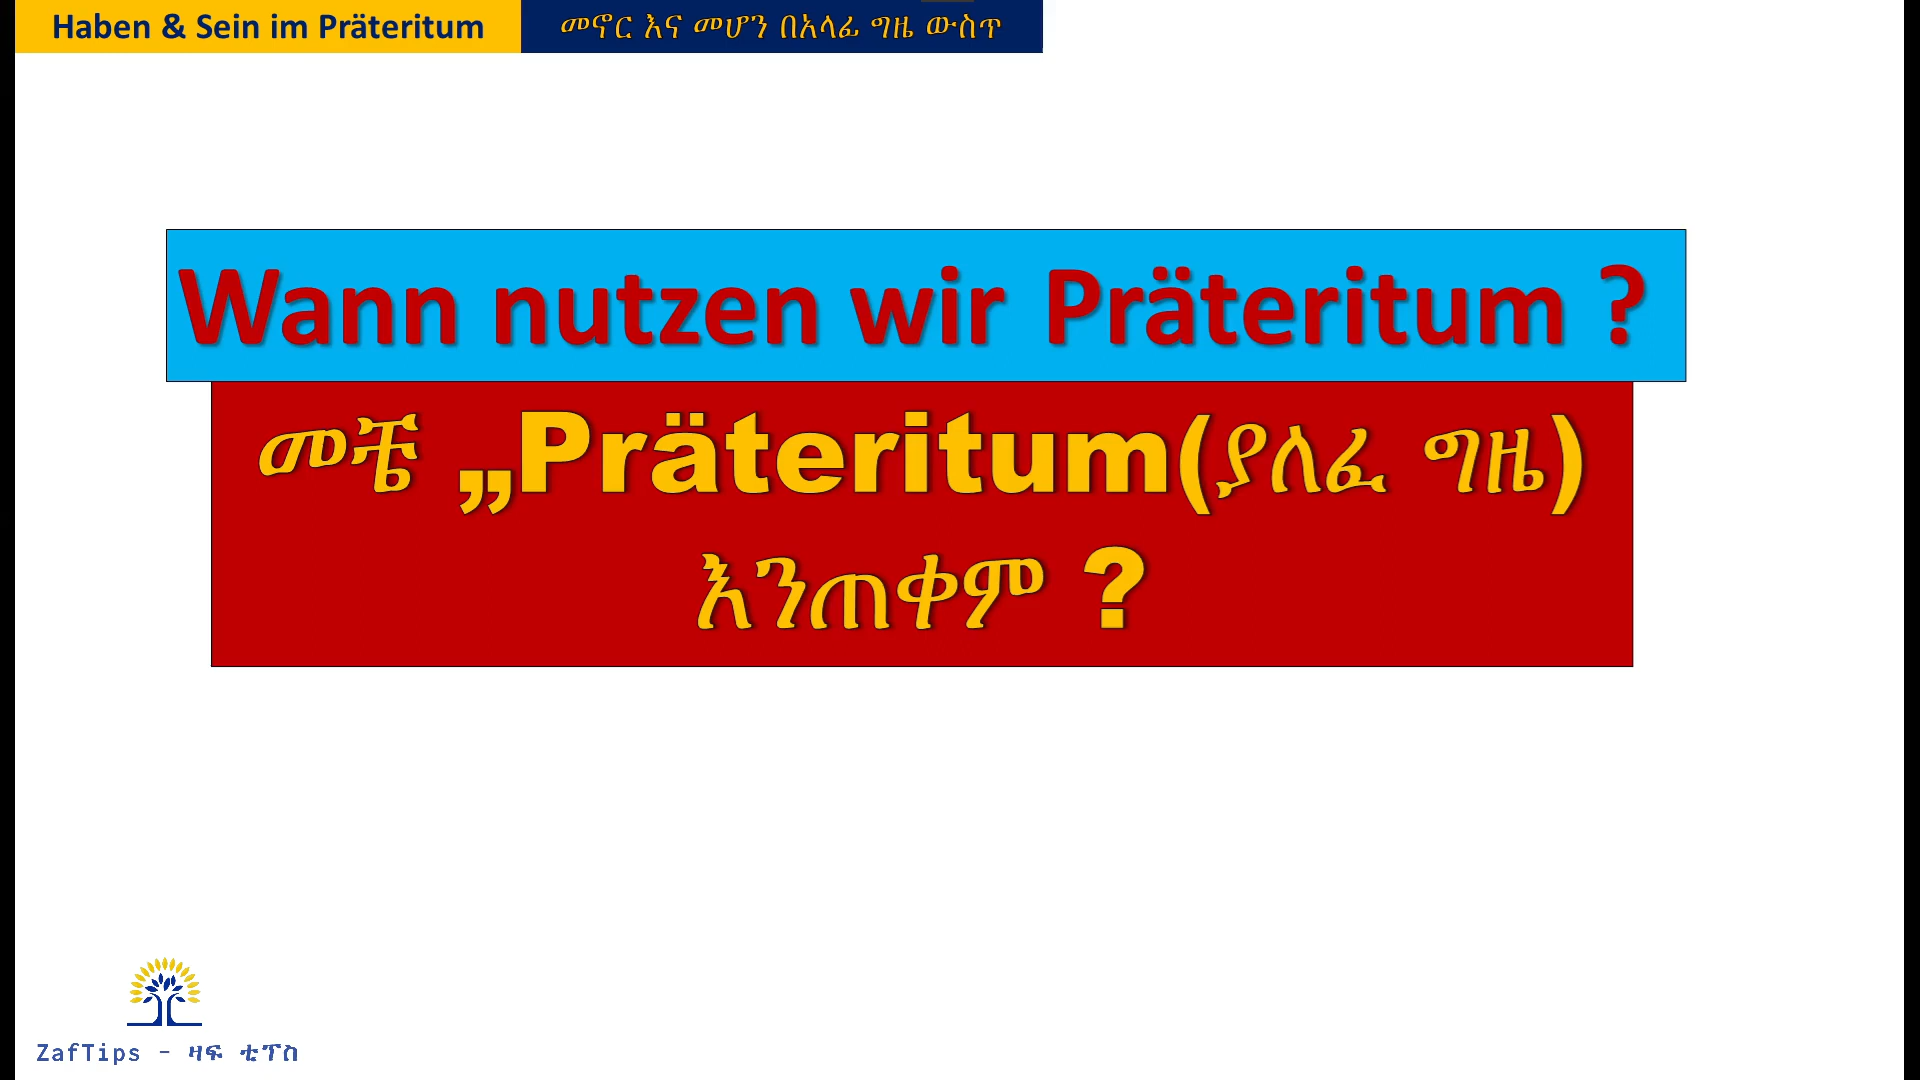 Haben & Sein im Präteritum
መኖር እና መሆን በአላፊ ግዜ ውስጥ
Wann nutzen wir Präteritum ?
መቼ „Präteritum(ያለፈ ግዜ)
እንጠቀም ?
ZafTips - ዛፍ ቲፕስ